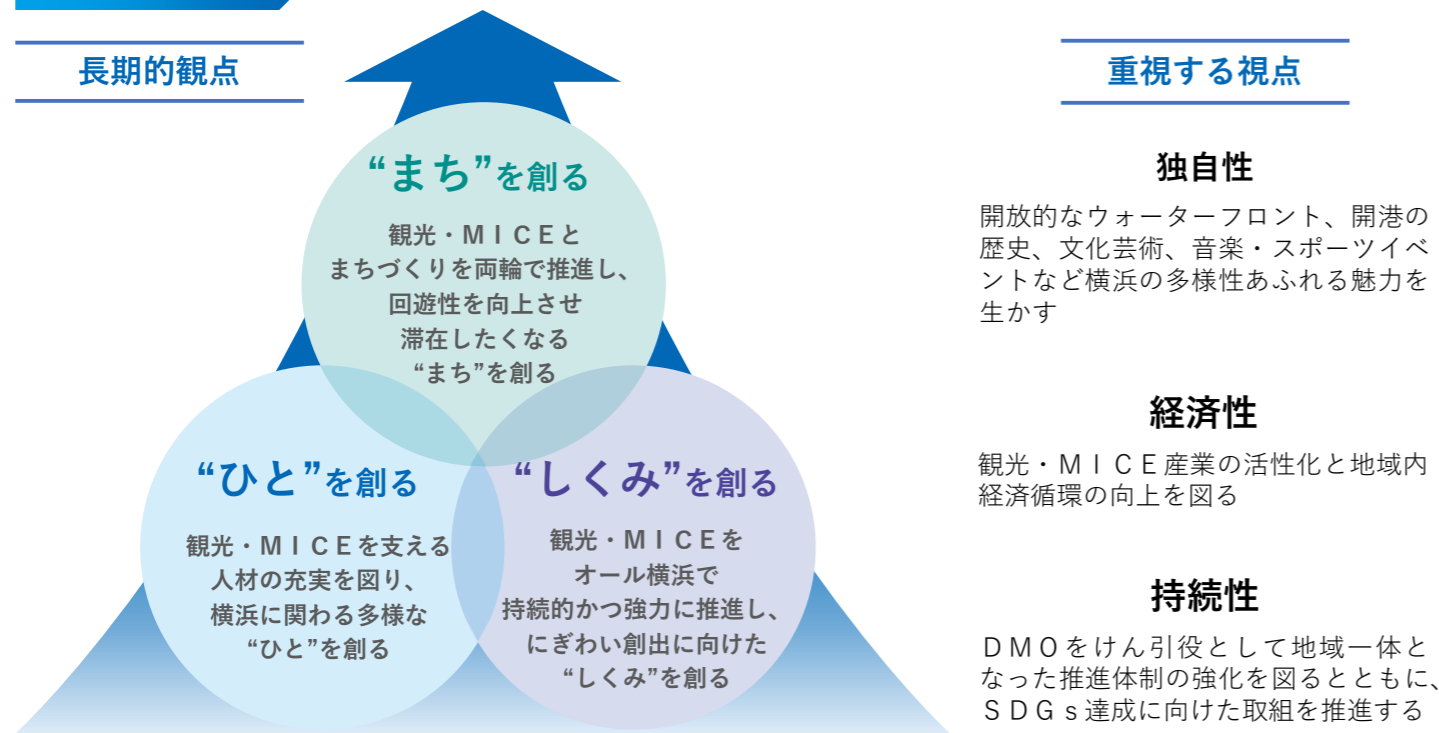 長期的観点
“まち”を創る
観光・ＭＩＣＥと
まちづくりを両輪で推進し、
回遊性を向上させ
滞在したくなる
“まち”を創る
“ひと”を創る
観光・ＭＩＣＥを支える
人材の充実を図り、
横浜に関わる多様な
“ひと”を創る
“しくみ”を創る
観光・ＭＩＣＥを
オール横浜で
持続的かつ強力に推進し、
にぎわい創出に向けた
“しくみ”を創る
重視する視点
独自性
開放的なウォーターフロント、開港の
歴史、文化芸術、音楽・スポーツイベ
ントなど横浜の多様性あふれる魅力を
生かす
経済性
観光・ＭＩＣＥ産業の活性化と地域内
経済循環の向上を図る
持続性
ＤＭＯをけん引役として地域一体と
なった推進体制の強化を図るとともに、
ＳＤＧｓ達成に向けた取組を推進する